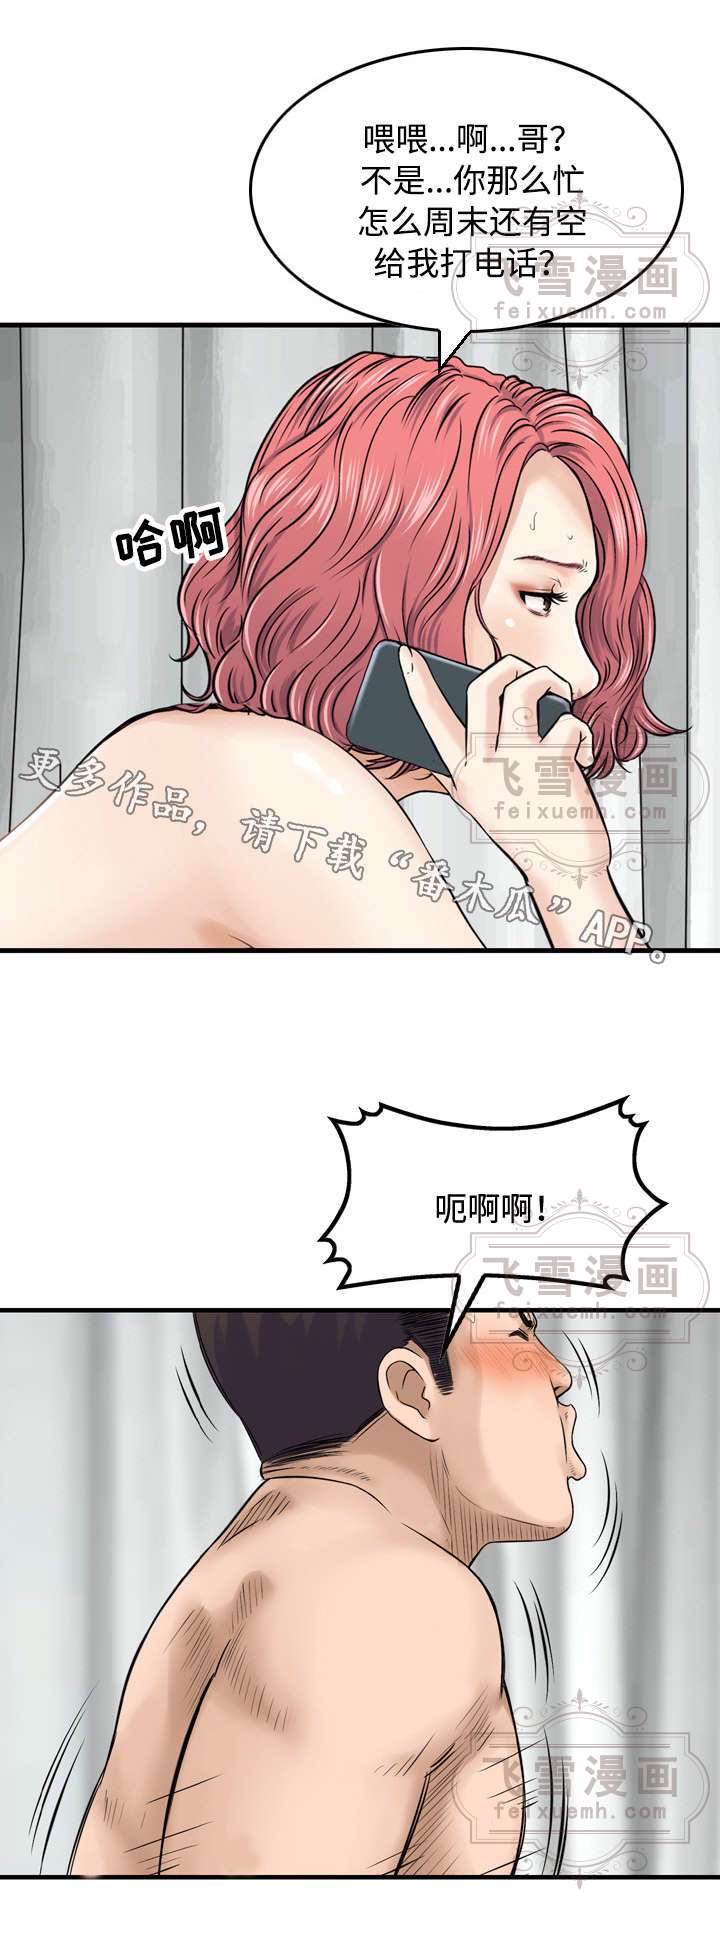 喂喂...啊...哥?
不是...你那么忙
怎么周末还有空
给我打电话?
飞雪漫画
feixuemh.com
哈啊
飞雪漫画
feixuemh.com
更多作品，请下载“番木瓜”APP。
呃啊啊!
飞雪漫画
feixuemh.com
飞雪漫画
feixuemh.com